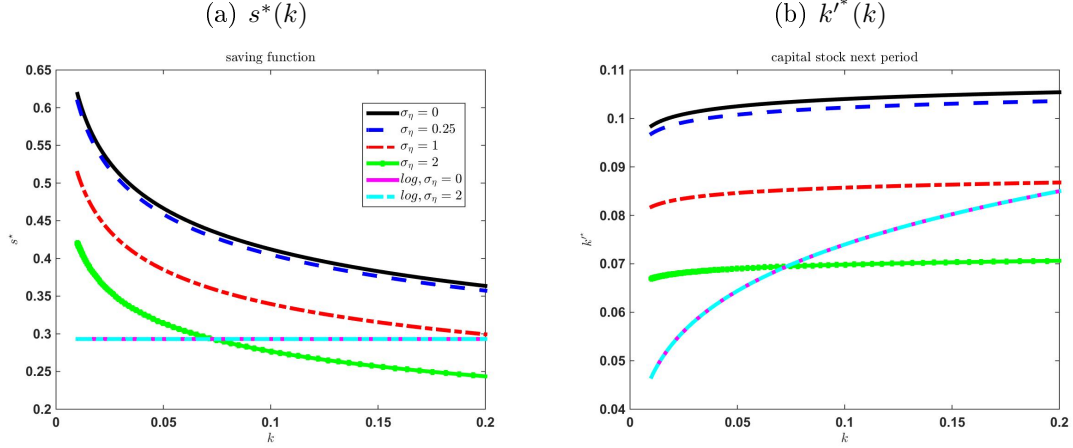 (a) s*(k)
(b) k'*(k)
saving function
0.65
0.6
0.55
0.5
0.45
0.4
0.35
0.3
0.25
0.2
s*
0
0.05
0.1
0.15
0.2
k
σ_η = 0
σ_η = 0.25
σ_η = 1
σ_η = 2
log, σ_η = 0
log, σ_η = 2
capital stock next period
0.11
0.1
0.09
0.08
0.07
0.06
0.05
0.04
k'*
0
0.05
0.1
0.15
0.2
k